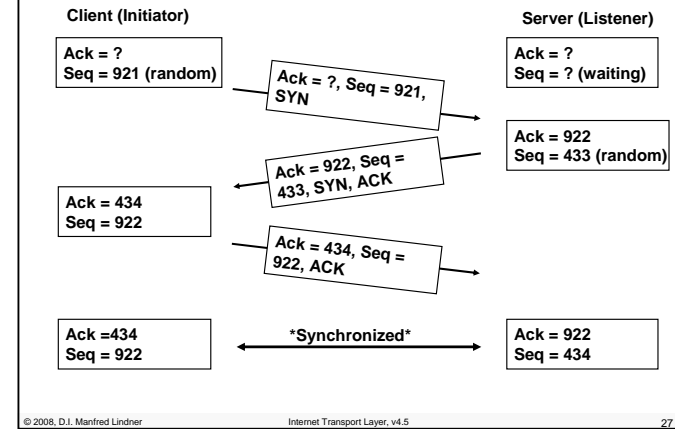 Client (Initiator)
Server (Listener)
Ack = ?
Seq = 921 (random)
Ack = ?
Seq = ? (waiting)
Ack = ?, Seq = 921,
SYN
Ack = 922
Seq = 433 (random)
Ack = 922, Seq =
433, SYN, ACK
Ack = 434
Seq = 922
Ack = 434, Seq =
922, ACK
Ack =434
Seq = 922
*Synchronized*
Ack = 922
Seq = 434
© 2008, D.I. Manfred Lindner
Internet Transport Layer, v4.5
27